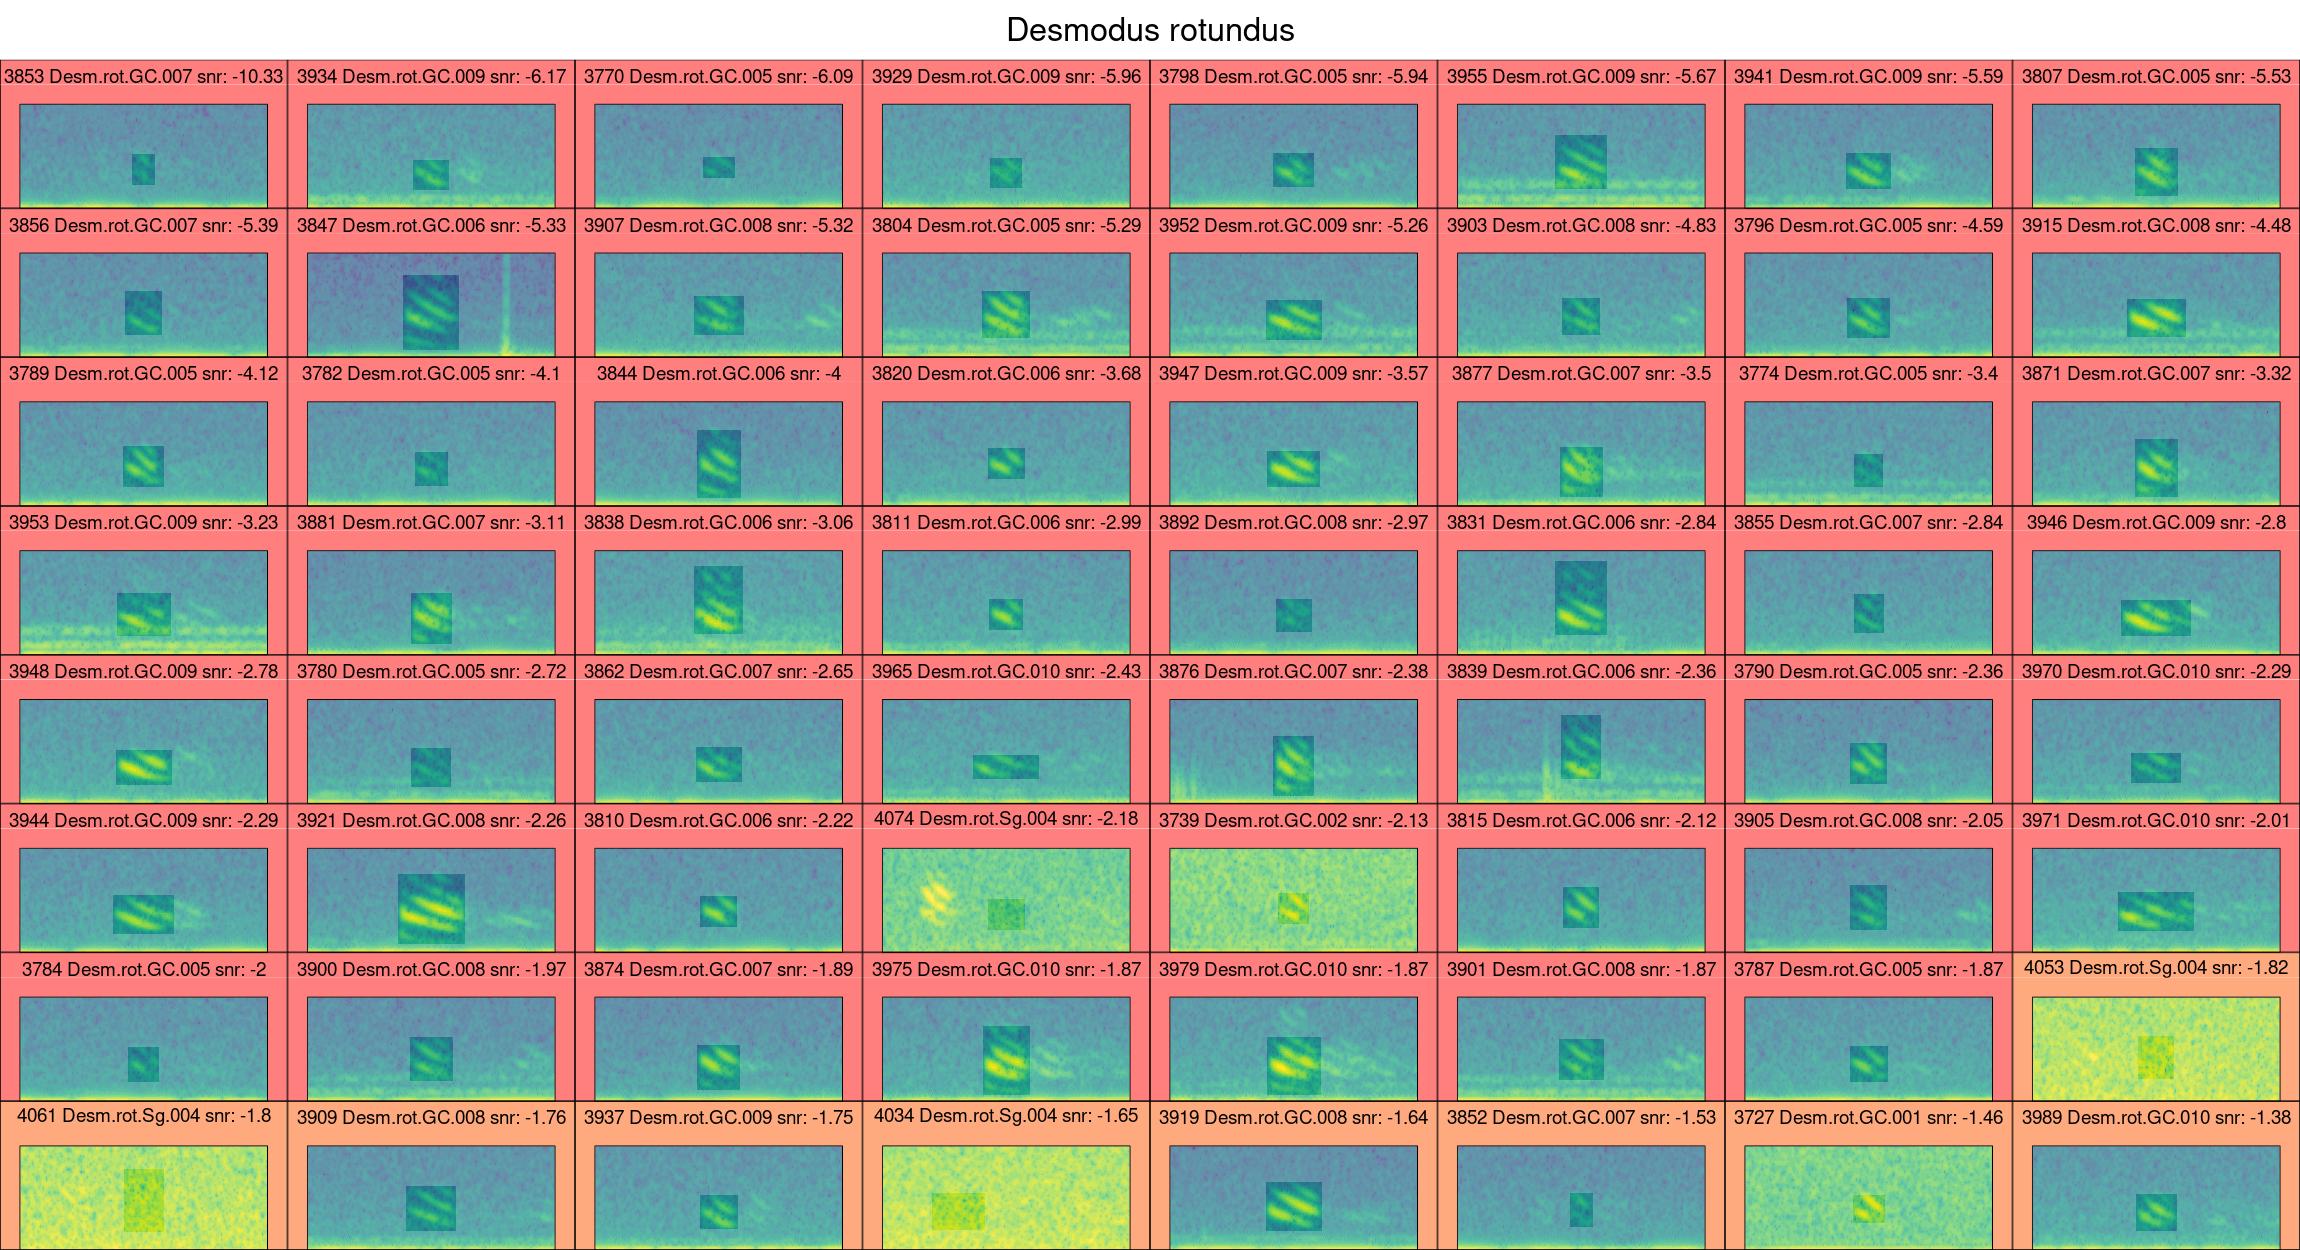 Desmodus rotundus
3853 Desm.rot.GC.007 snr: -10.33
3934 Desm.rot.GC.009 snr: -6.17
3770 Desm.rot.GC.005 snr: -6.09
3929 Desm.rot.GC.009 snr: -5.96
3798 Desm.rot.GC.005 snr: -5.94
3955 Desm.rot.GC.009 snr: -5.67
3941 Desm.rot.GC.009 snr: -5.59
3807 Desm.rot.GC.005 snr: -5.53
3856 Desm.rot.GC.007 snr: -5.39
3847 Desm.rot.GC.006 snr: -5.33
3907 Desm.rot.GC.008 snr: -5.32
3804 Desm.rot.GC.005 snr: -5.29
3952 Desm.rot.GC.009 snr: -5.26
3903 Desm.rot.GC.008 snr: -4.83
3796 Desm.rot.GC.005 snr: -4.59
3915 Desm.rot.GC.008 snr: -4.48
3789 Desm.rot.GC.005 snr: -4.12
3782 Desm.rot.GC.005 snr: -4.1
3844 Desm.rot.GC.006 snr: -4
3820 Desm.rot.GC.006 snr: -3.68
3947 Desm.rot.GC.009 snr: -3.57
3877 Desm.rot.GC.007 snr: -3.5
3774 Desm.rot.GC.005 snr: -3.4
3871 Desm.rot.GC.007 snr: -3.32
3953 Desm.rot.GC.009 snr: -3.23
3881 Desm.rot.GC.007 snr: -3.11
3838 Desm.rot.GC.006 snr: -3.06
3811 Desm.rot.GC.006 snr: -2.99
3892 Desm.rot.GC.008 snr: -2.97
3831 Desm.rot.GC.006 snr: -2.84
3855 Desm.rot.GC.007 snr: -2.84
3946 Desm.rot.GC.009 snr: -2.8
3948 Desm.rot.GC.009 snr: -2.78
3780 Desm.rot.GC.005 snr: -2.72
3862 Desm.rot.GC.007 snr: -2.65
3965 Desm.rot.GC.010 snr: -2.43
3876 Desm.rot.GC.007 snr: -2.38
3839 Desm.rot.GC.006 snr: -2.36
3790 Desm.rot.GC.005 snr: -2.36
3970 Desm.rot.GC.010 snr: -2.29
3944 Desm.rot.GC.009 snr: -2.29
3921 Desm.rot.GC.008 snr: -2.26
3810 Desm.rot.GC.006 snr: -2.22
4074 Desm.rot.Sg.004 snr: -2.18
3739 Desm.rot.GC.002 snr: -2.13
3815 Desm.rot.GC.006 snr: -2.12
3905 Desm.rot.GC.008 snr: -2.05
3971 Desm.rot.GC.010 snr: -2.01
3784 Desm.rot.GC.005 snr: -2
3900 Desm.rot.GC.008 snr: -1.97
3874 Desm.rot.GC.007 snr: -1.89
3975 Desm.rot.GC.010 snr: -1.87
3979 Desm.rot.GC.010 snr: -1.87
3901 Desm.rot.GC.008 snr: -1.87
3787 Desm.rot.GC.005 snr: -1.87
4053 Desm.rot.Sg.004 snr: -1.82
4061 Desm.rot.Sg.004 snr: -1.8
3909 Desm.rot.GC.008 snr: -1.76
3937 Desm.rot.GC.009 snr: -1.75
4034 Desm.rot.Sg.004 snr: -1.65
3919 Desm.rot.GC.008 snr: -1.64
3852 Desm.rot.GC.007 snr: -1.53
3727 Desm.rot.GC.001 snr: -1.46
3989 Desm.rot.GC.010 snr: -1.38